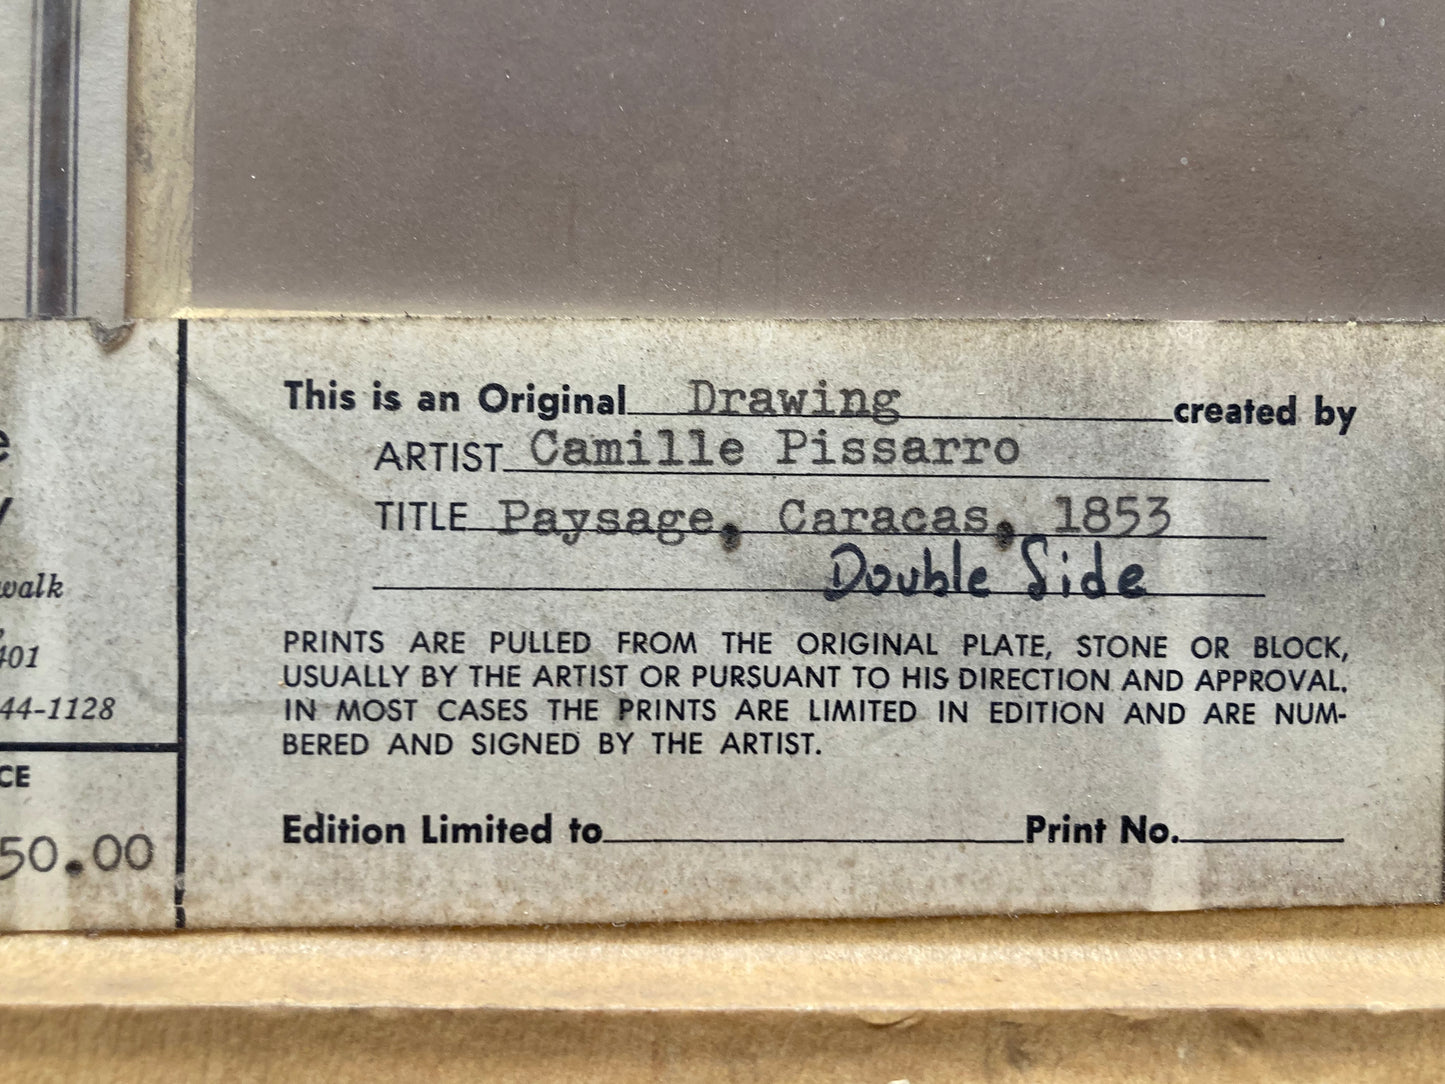 This is an Original Drawing created by
ARTIST Camille Pissarro
TITLE Paysage, Caracas, 1853
Double Side
PRINTS ARE PULLED FROM THE ORIGINAL PLATE, STONE OR BLOCK,
USUALLY BY THE ARTIST OR PURSUANT TO HIS DIRECTION AND APPROVAL.
IN MOST CASES THE PRINTS ARE LIMITED IN EDITION AND ARE NUM-
BERED AND SIGNED BY THE ARTIST.
Edition Limited to Print No.
walk
401
44-1128
CE
50.00